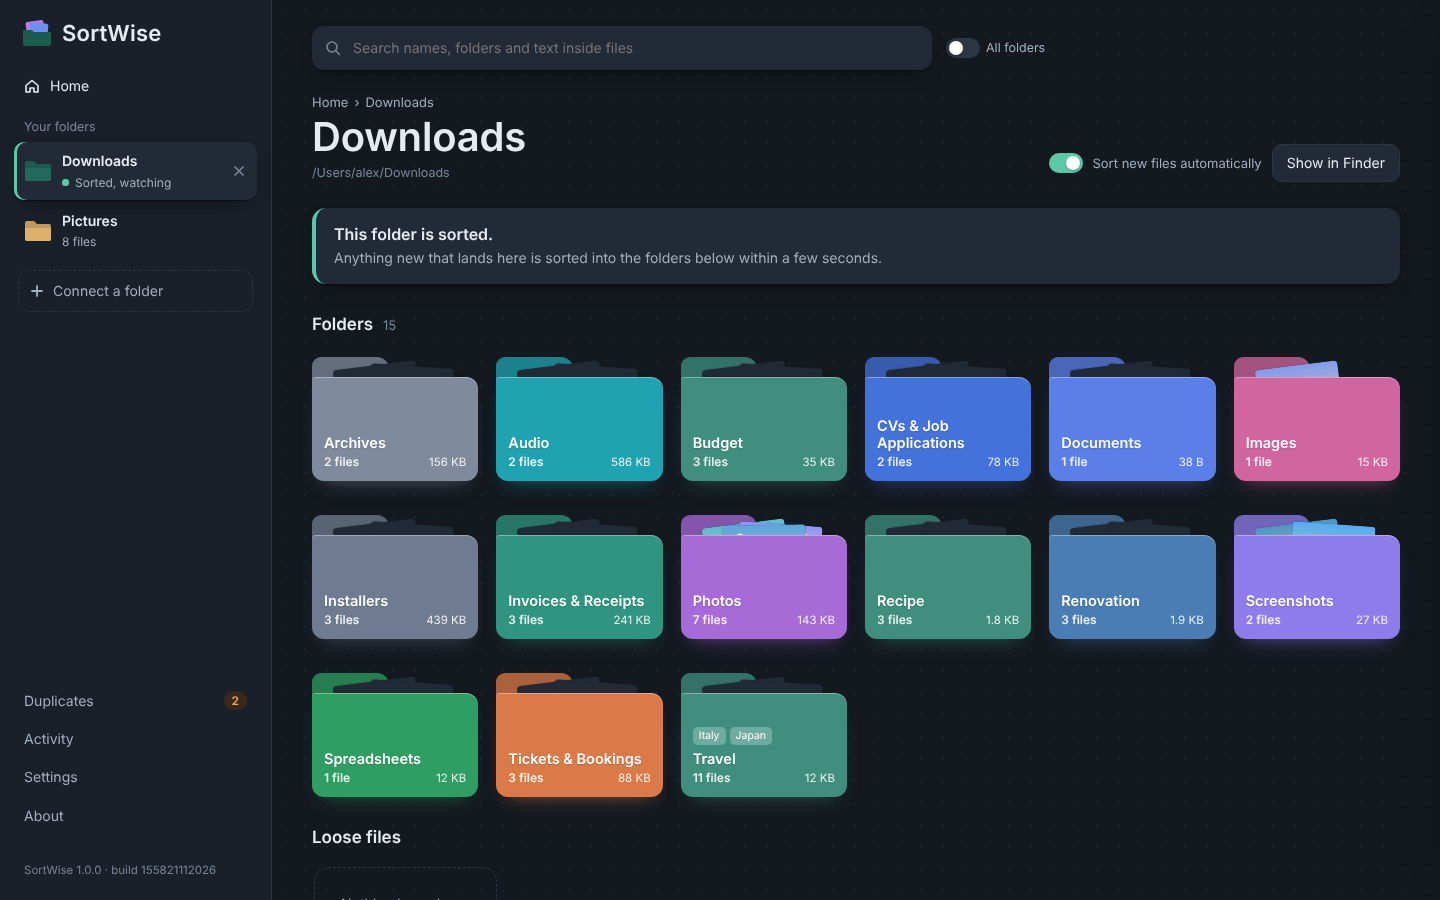 SortWise
Home
Your folders
Downloads
Sorted, watching
Pictures
8 files
Connect a folder
Duplicates 2
Activity
Settings
About
SortWise 1.0.0 · build 155821112026
Search names, folders and text inside files
All folders
Home › Downloads
Downloads
/Users/alex/Downloads
Sort new files automatically
Show in Finder
This folder is sorted.
Anything new that lands here is sorted into the folders below within a few seconds.
Folders 15
Archives
2 files 156 KB
Audio
2 files 586 KB
Budget
3 files 35 KB
CVs & Job
Applications
2 files 78 KB
Documents
1 file 38 B
Images
1 file 15 KB
Installers
3 files 439 KB
Invoices & Receipts
3 files 241 KB
Photos
7 files 143 KB
Recipe
3 files 1.8 KB
Renovation
3 files 1.9 KB
Screenshots
2 files 27 KB
Spreadsheets
1 file 12 KB
Tickets & Bookings
3 files 88 KB
Italy Japan
Travel
11 files 12 KB
Loose files